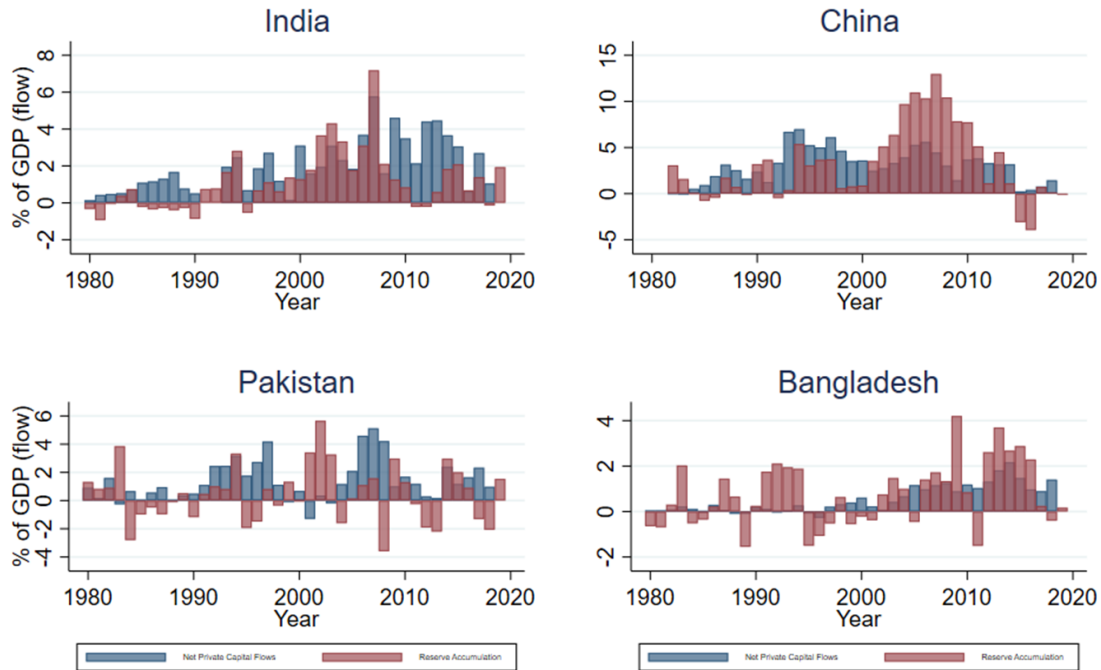 India
China
% of GDP (flow)
8
6
4
2
0
-2
1980 1990 2000 2010 2020
Year
15
10
5
0
-5
1980 1990 2000 2010 2020
Year
Pakistan
Bangladesh
% of GDP (flow)
6
4
2
0
-2
-4
1980 1990 2000 2010 2020
Year
4
2
0
-2
1980 1990 2000 2010 2020
Year
Net Private Capital Flows Reserve Accumulation
Net Private Capital Flows Reserve Accumulation